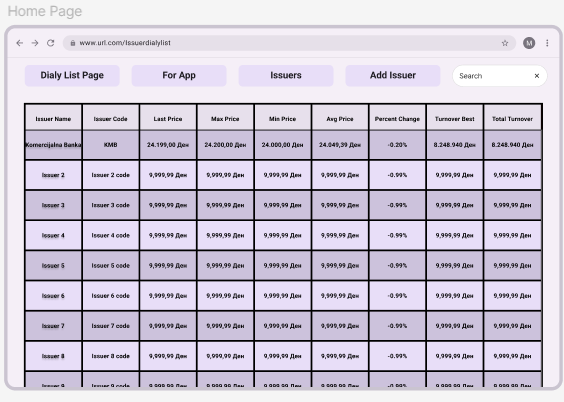 Home Page
www.url.com/Issuerdialylist
M
Dialy List Page For App Issuers Add Issuer Search ×
Issuer Name Issuer Code Last Price Max Price Min Price Avg Price Percent Change Turnover Best Total Turnover
Komercijalna Banka KMB 24.199,00 Ден 24.200,00 Ден 24.000,00 Ден 24.049,39 Ден -0.20% 8.248.940 Ден 8.248.940 Ден
Issuer 2 Issuer 2 code 9,999,99 Ден 9,999,99 Ден 9,999,99 Ден 9,999,99 Ден -0.99% 9,999,99 Ден 9,999,99 Ден
Issuer 3 Issuer 3 code 9,999,99 Ден 9,999,99 Ден 9,999,99 Ден 9,999,99 Ден -0.99% 9,999,99 Ден 9,999,99 Ден
Issuer 4 Issuer 4 code 9,999,99 Ден 9,999,99 Ден 9,999,99 Ден 9,999,99 Ден -0.99% 9,999,99 Ден 9,999,99 Ден
Issuer 5 Issuer 5 code 9,999,99 Ден 9,999,99 Ден 9,999,99 Ден 9,999,99 Ден -0.99% 9,999,99 Ден 9,999,99 Ден
Issuer 6 Issuer 6 code 9,999,99 Ден 9,999,99 Ден 9,999,99 Ден 9,999,99 Ден -0.99% 9,999,99 Ден 9,999,99 Ден
Issuer 7 Issuer 7 code 9,999,99 Ден 9,999,99 Ден 9,999,99 Ден 9,999,99 Ден -0.99% 9,999,99 Ден 9,999,99 Ден
Issuer 8 Issuer 8 code 9,999,99 Ден 9,999,99 Ден 9,999,99 Ден 9,999,99 Ден -0.99% 9,999,99 Ден 9,999,99 Ден
Issuer 9 Issuer 9 code 9,999,99 Ден 9,999,99 Ден 9,999,99 Ден 9,999,99 Ден -0.99% 9,999,99 Ден 9,999,99 Ден